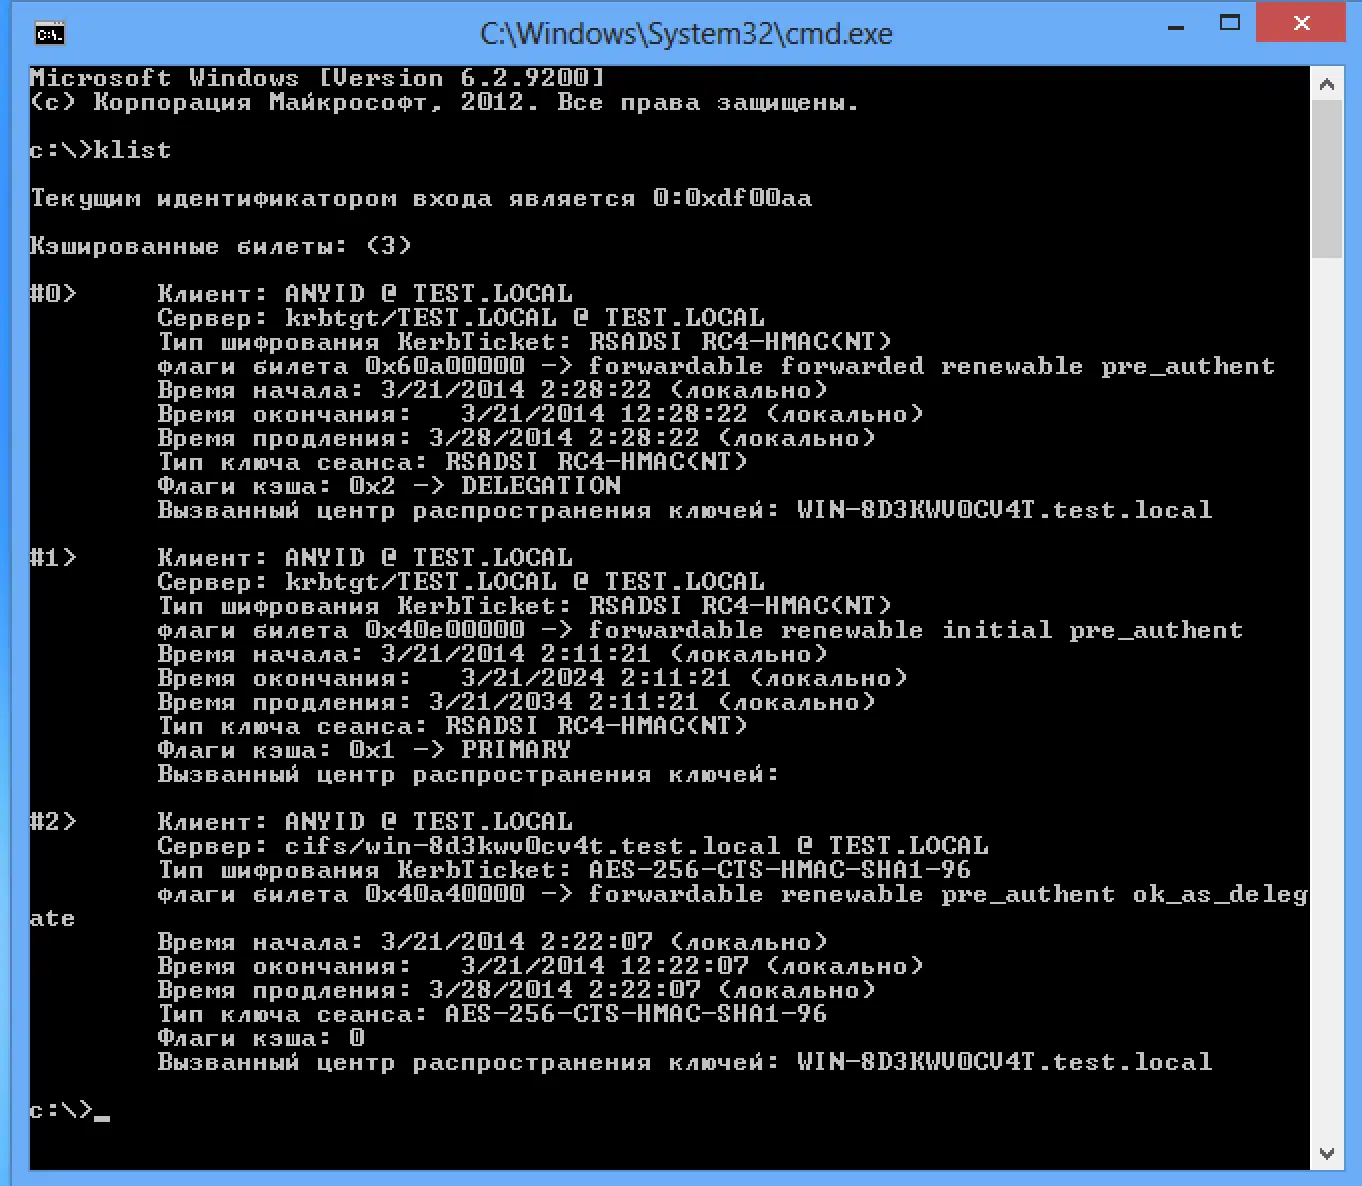 C:\Windows\System32\cmd.exe
Microsoft Windows [Version 6.2.9200]
(c) Корпорация Майкрософт, 2012. Все права защищены.
c:\>klist
Текущим идентификатором входа является 0:0xdf00aa
Кэшированные билеты: (3)
#0> Клиент: ANYID @ TEST.LOCAL
Сервер: krbtgt/TEST.LOCAL @ TEST.LOCAL
Тип шифрования KerbTicket: RSADSI RC4-HMAC(NT)
флаги билета 0x60a00000 -> forwardable forwarded renewable pre_authent
Время начала: 3/21/2014 2:28:22 (локально)
Время окончания: 3/21/2014 12:28:22 (локально)
Время продления: 3/28/2014 2:28:22 (локально)
Тип ключа сеанса: RSADSI RC4-HMAC(NT)
Флаги кэша: 0x2 -> DELEGATION
Вызванный центр распространения ключей: WIN-8D3KWV0CV4T.test.local
#1> Клиент: ANYID @ TEST.LOCAL
Сервер: krbtgt/TEST.LOCAL @ TEST.LOCAL
Тип шифрования KerbTicket: RSADSI RC4-HMAC(NT)
флаги билета 0x40e00000 -> forwardable renewable initial pre_authent
Время начала: 3/21/2014 2:11:21 (локально)
Время окончания: 3/21/2024 2:11:21 (локально)
Время продления: 3/21/2034 2:11:21 (локально)
Тип ключа сеанса: RSADSI RC4-HMAC(NT)
Флаги кэша: 0x1 -> PRIMARY
Вызванный центр распространения ключей:
#2> Клиент: ANYID @ TEST.LOCAL
Сервер: cifs/win-8d3kwv0cv4t.test.local @ TEST.LOCAL
Тип шифрования KerbTicket: AES-256-CTS-HMAC-SHA1-96
флаги билета 0x40a40000 -> forwardable renewable pre_authent ok_as_deleg
ate
Время начала: 3/21/2014 2:22:07 (локально)
Время окончания: 3/21/2014 12:22:07 (локально)
Время продления: 3/28/2014 2:22:07 (локально)
Тип ключа сеанса: AES-256-CTS-HMAC-SHA1-96
Флаги кэша: 0
Вызванный центр распространения ключей: WIN-8D3KWV0CV4T.test.local
c:\>_